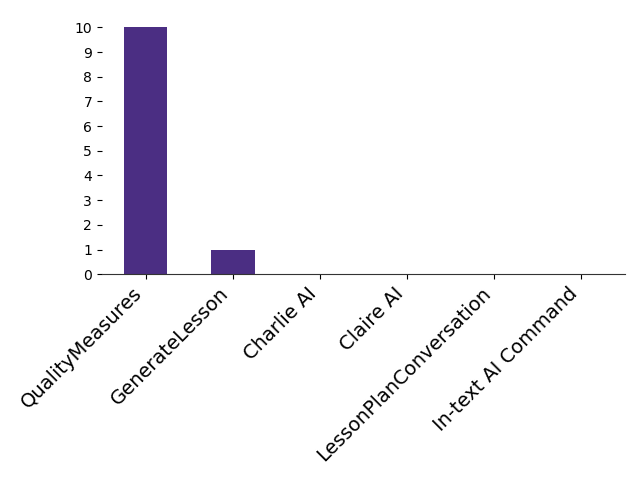 10
9
8
7
6
5
4
3
2
1
0
QualityMeasures
GenerateLesson
Charlie AI
Claire AI
LessonPlanConversation
In-text AI Command